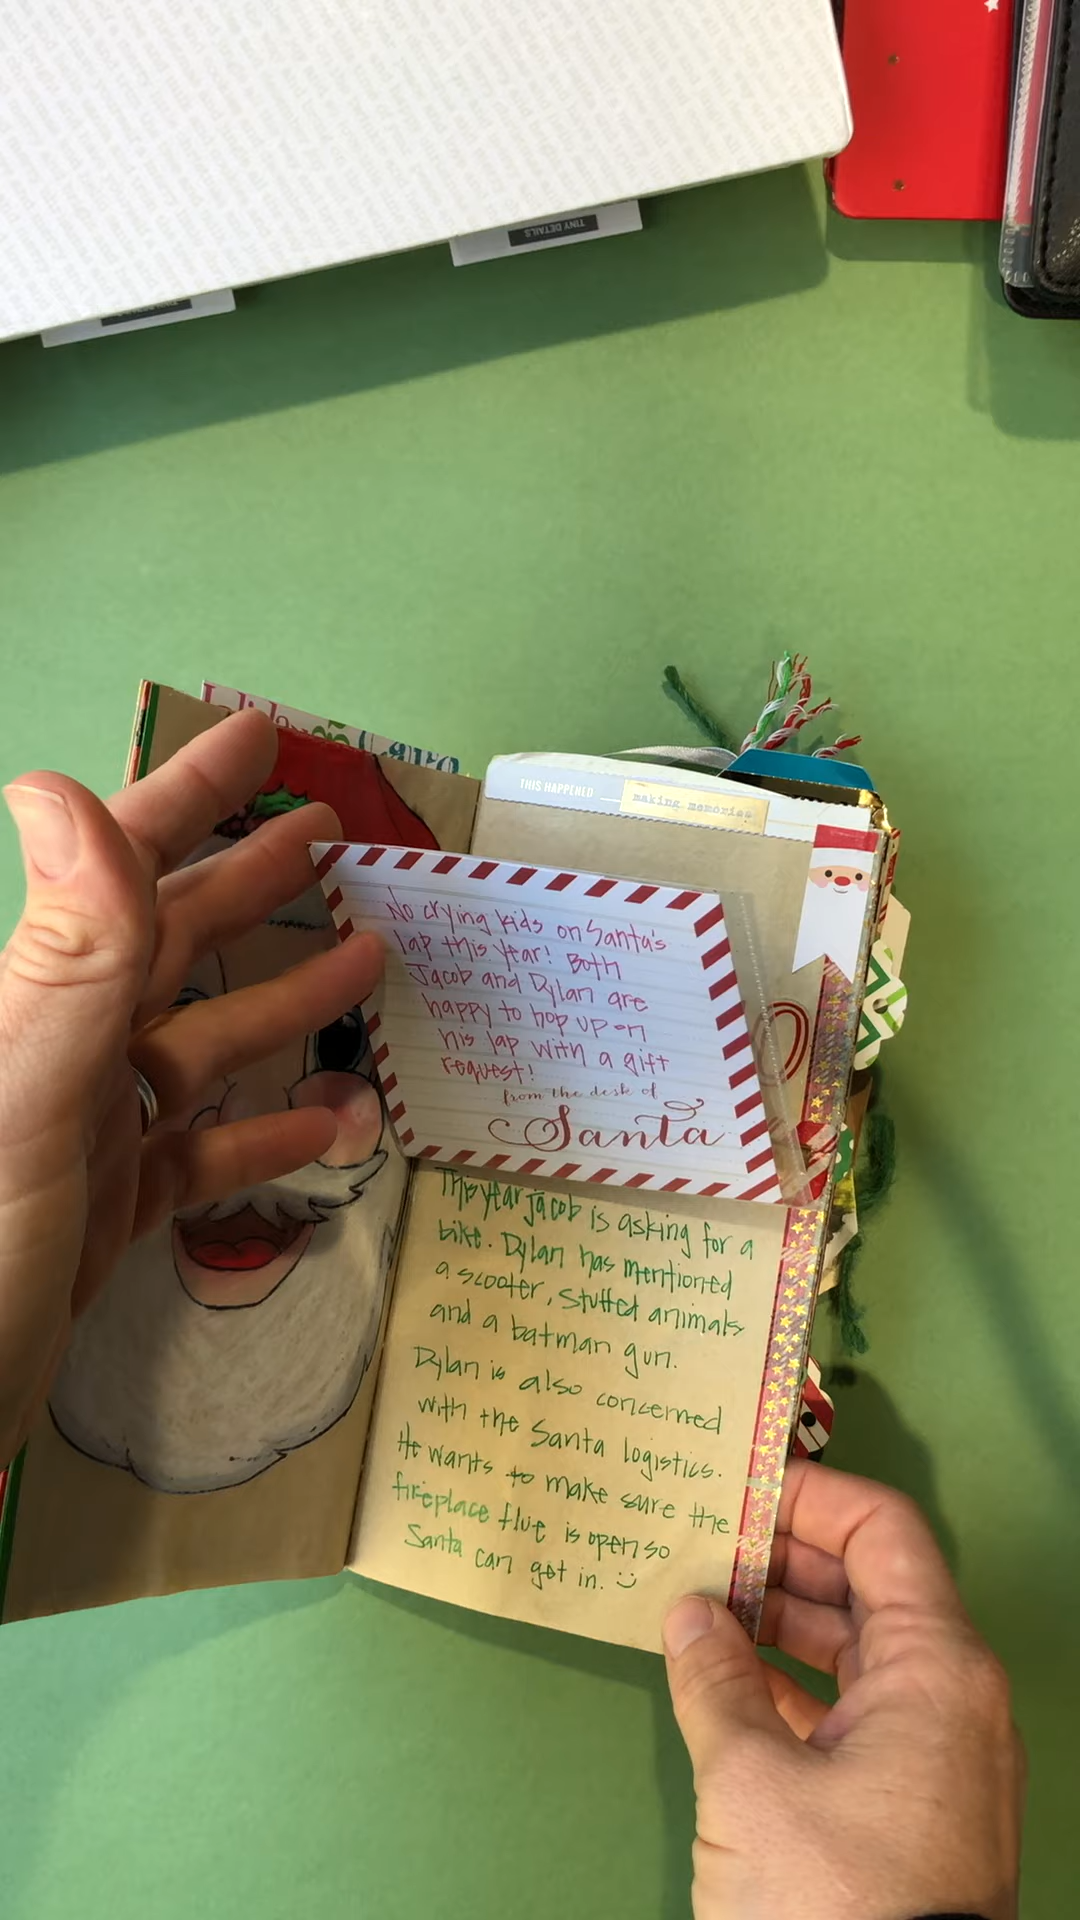 TINY DETAILS
THIS HAPPENED
making memories
No crying kids on Santa's
lap this year! Both
Jacob and Dylan are
happy to hop up on
his lap with a gift
request!
from the desk of
Santa
This year Jacob is asking for a
bike. Dylan has mentioned
a scooter, stuffed animals
and a batman gun.
Dylan is also concerned
with the Santa logistics.
He wants to make sure the
fireplace flue is open so
Santa can get in. :)